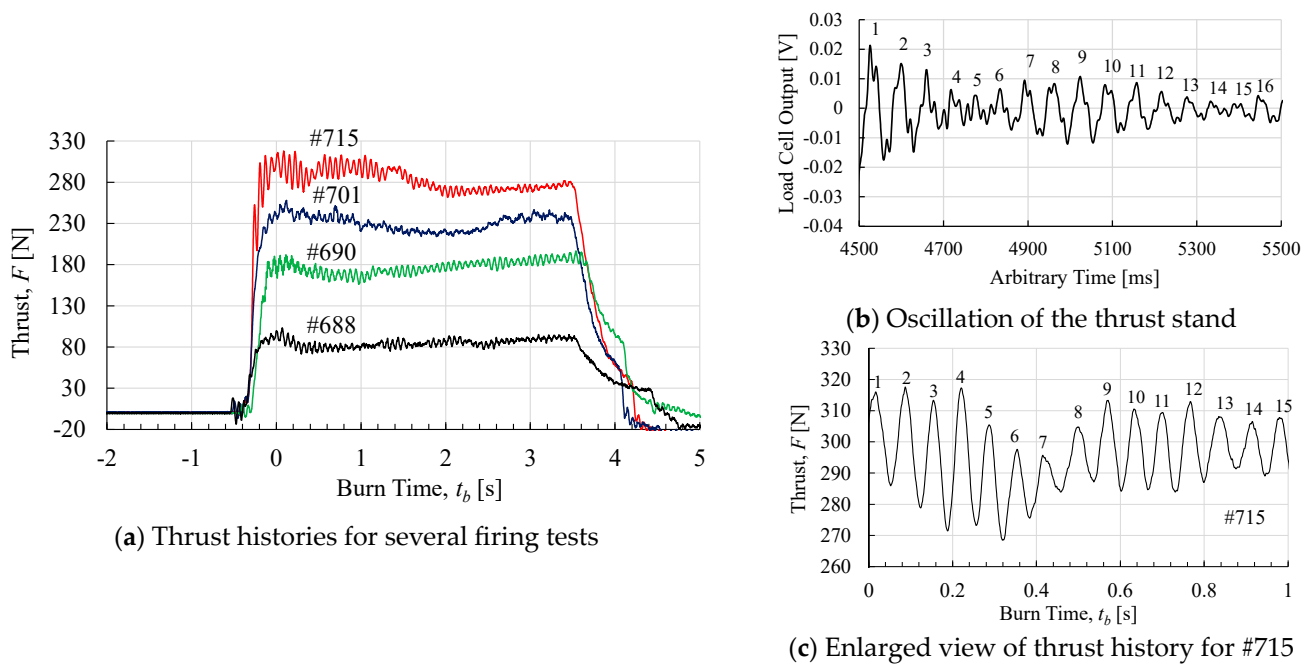 330
280
230
180
130
80
30
-20
Thrust, F [N]
#715
#701
#690
#688
-2 -1 0 1 2 3 4 5
Burn Time, t_b [s]
(a) Thrust histories for several firing tests
0.03
0.02
0.01
0
-0.01
-0.02
-0.03
-0.04
Load Cell Output [V]
1 2 3 4 5 6 7 8 9 10 11 12 13 14 15 16
4500 4700 4900 5100 5300 5500
Arbitrary Time [ms]
(b) Oscillation of the thrust stand
330
320
310
300
290
280
270
260
Thrust, F [N]
1 2 3 4 5 6 7 8 9 10 11 12 13 14 15
#715
0 0.2 0.4 0.6 0.8 1
Burn Time, t_b [s]
(c) Enlarged view of thrust history for #715